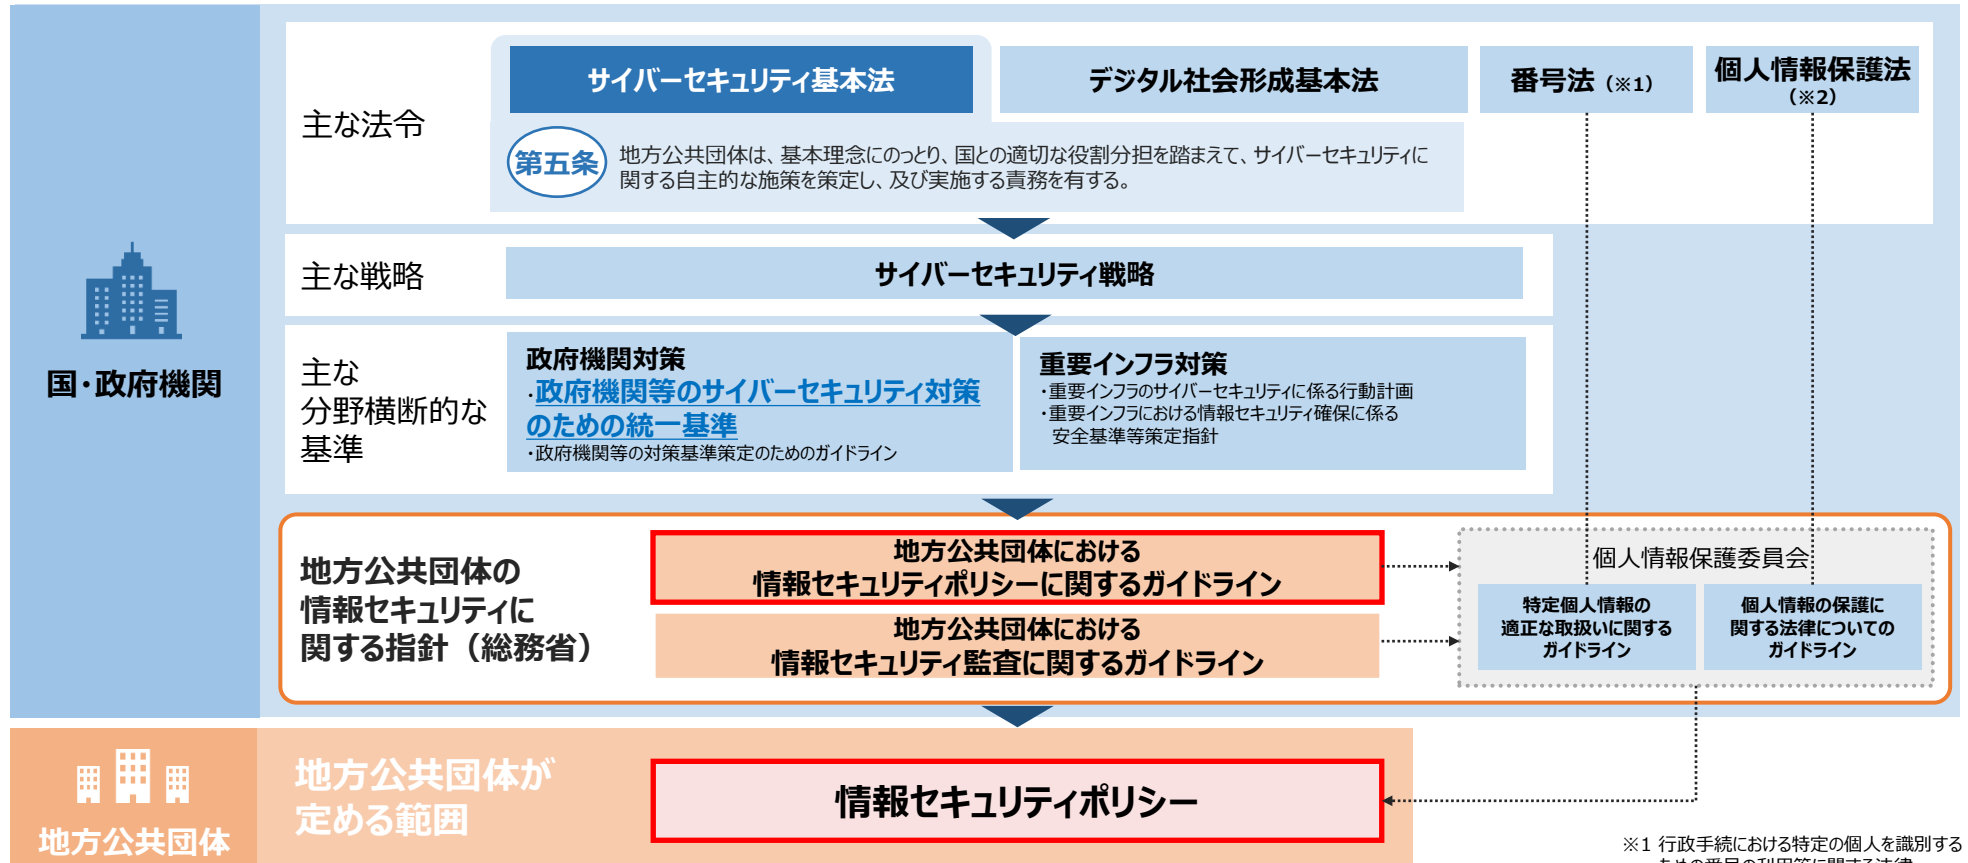 国・政府機関
主な法令
サイバーセキュリティ基本法
デジタル社会形成基本法
番号法（※1）
個人情報保護法
（※2）
第五条
地方公共団体は、基本理念にのっとり、国との適切な役割分担を踏まえて、サイバーセキュリティに
関する自主的な施策を策定し、及び実施する責務を有する。
主な戦略
サイバーセキュリティ戦略
主な
分野横断的な
基準
政府機関対策
・政府機関等のサイバーセキュリティ対策
のための統一基準
・政府機関等の対策基準策定のためのガイドライン
重要インフラ対策
・重要インフラのサイバーセキュリティに係る行動計画
・重要インフラにおける情報セキュリティ確保に係る
安全基準等策定指針
地方公共団体の
情報セキュリティに
関する指針（総務省）
地方公共団体における
情報セキュリティポリシーに関するガイドライン
地方公共団体における
情報セキュリティ監査に関するガイドライン
個人情報保護委員会
特定個人情報の
適正な取扱いに関する
ガイドライン
個人情報の保護に
関する法律についての
ガイドライン
地方公共団体
地方公共団体が
定める範囲
情報セキュリティポリシー
※1 行政手続における特定の個人を識別する